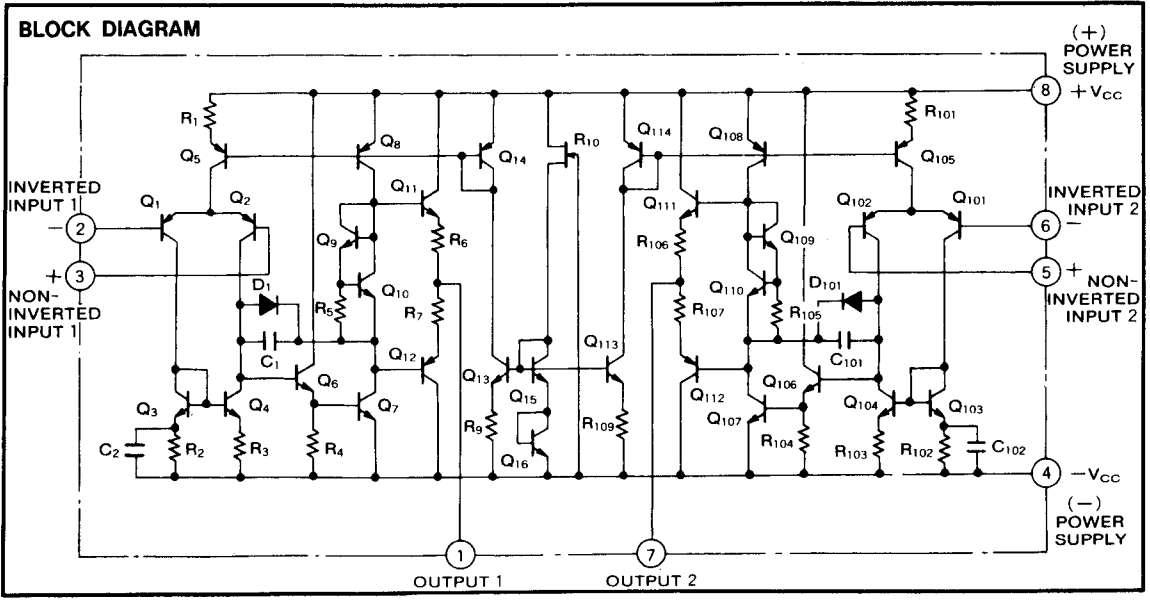 BLOCK DIAGRAM
(+)
POWER
SUPPLY
8
+VCC
R1
Q5
Q8
Q14
R10
Q114
Q108
R101
Q105
INVERTED
INPUT 1
− 2
Q1
Q2
Q11
Q111
Q102
Q101
INVERTED
INPUT 2
6 −
+ 3
NON-
INVERTED
INPUT 1
Q9
R6
R106
Q109
5 +
NON-
INVERTED
INPUT 2
D1
Q10
R5
R7
Q110
R107
R105
D101
C1
Q12
Q113
C101
Q6
Q13
Q15
Q112
Q106
Q3
Q4
Q7
Q107
Q104
Q103
C2
R2
R3
R4
R9
Q16
R109
R104
R103
R102
C102
4
−VCC
(−)
POWER
SUPPLY
1
OUTPUT 1
7
OUTPUT 2